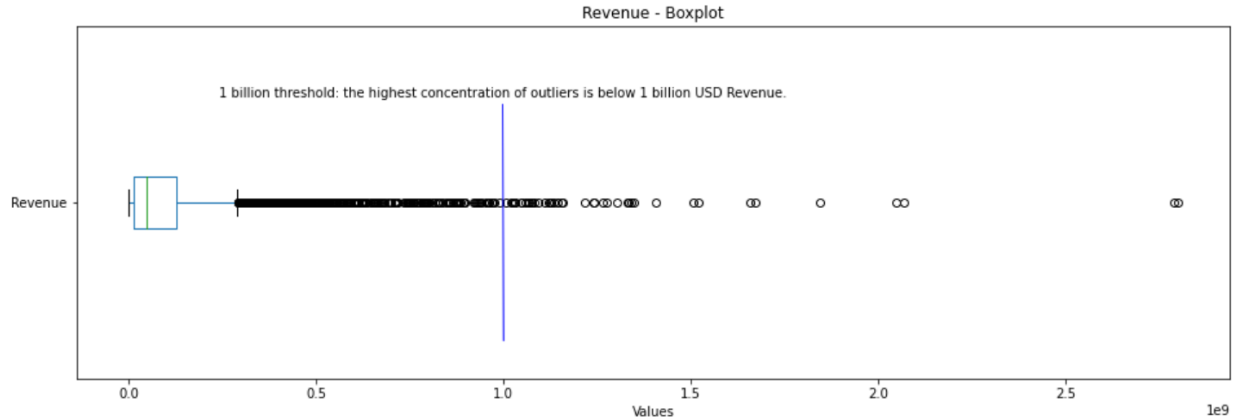 Revenue - Boxplot
1 billion threshold: the highest concentration of outliers is below 1 billion USD Revenue.
Revenue
0.0 0.5 1.0 1.5 2.0 2.5
1e9
Values